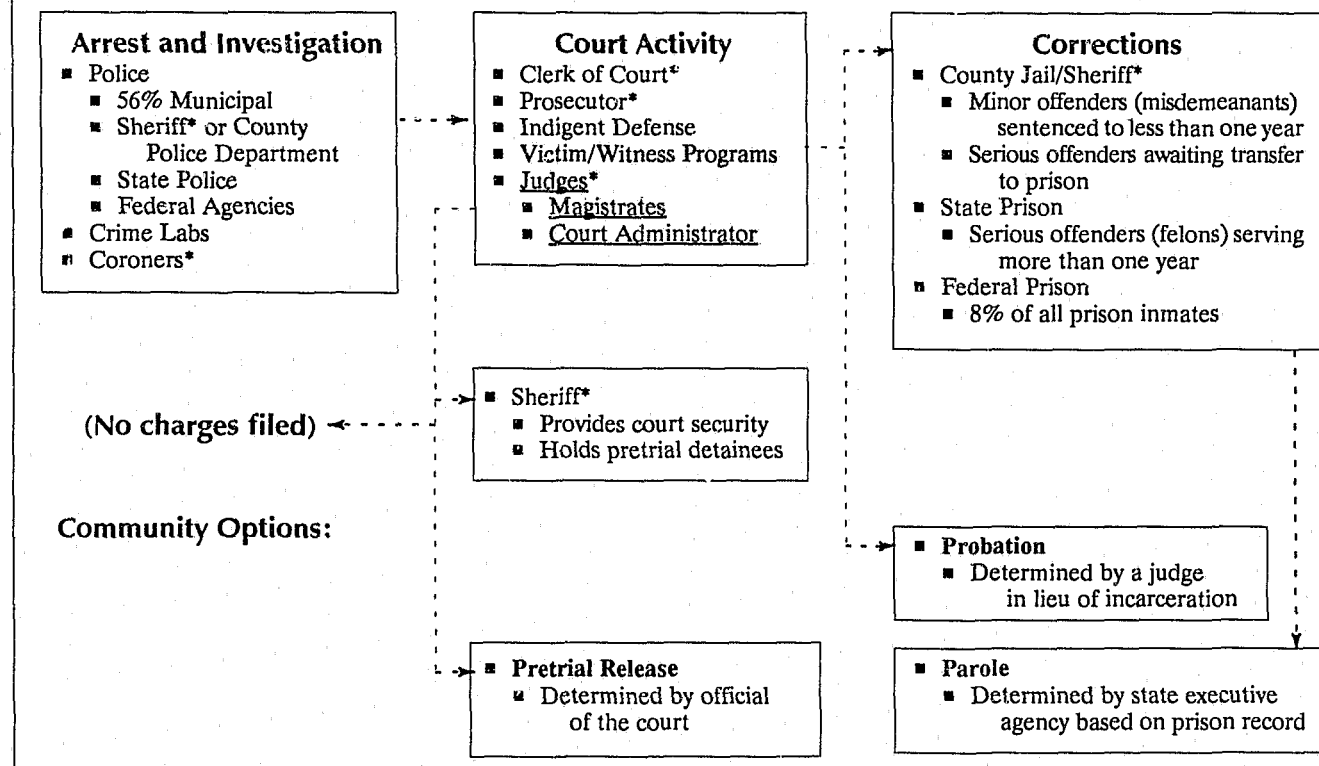 Arrest and Investigation
▪ Police
▪ 56% Municipal
▪ Sheriff* or County
Police Department
▪ State Police
▪ Federal Agencies
▪ Crime Labs
▪ Coroners*
Court Activity
▪ Clerk of Court*
▪ Prosecutor*
▪ Indigent Defense
▪ Victim/Witness Programs
▪ Judges*
▪ Magistrates
▪ Court Administrator
Corrections
▪ County Jail/Sheriff*
▪ Minor offenders (misdemeanants)
sentenced to less than one year
▪ Serious offenders awaiting transfer
to prison
▪ State Prison
▪ Serious offenders (felons) serving
more than one year
▪ Federal Prison
▪ 8% of all prison inmates
(No charges filed)
▪ Sheriff*
▪ Provides court security
▪ Holds pretrial detainees
Community Options:
▪ Probation
▪ Determined by a judge
in lieu of incarceration
▪ Pretrial Release
▪ Determined by official
of the court
▪ Parole
▪ Determined by state executive
agency based on prison record